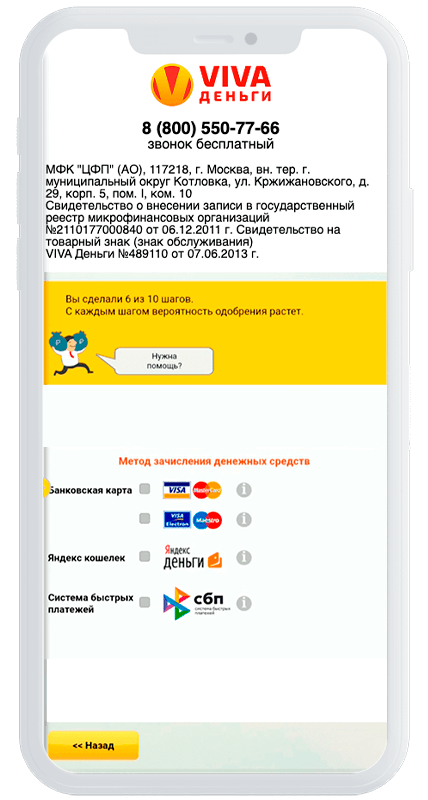 VIVA
ДЕНЬГИ
8 (800) 550-77-66
звонок бесплатный
МФК "ЦФП" (АО), 117218, г. Москва, вн. тер. г.
муниципальный округ Котловка, ул. Кржижановского, д.
29, корп. 5, пом. I, ком. 10
Свидетельство о внесении записи в государственный
реестр микрофинансовых организаций
№2110177000840 от 06.12.2011 г. Свидетельство на
товарный знак (знак обслуживания)
VIVA Деньги №489110 от 07.06.2013 г.
Вы сделали 6 из 10 шагов.
С каждым шагом вероятность одобрения растет.
Нужна
помощь?
Метод зачисления денежных средств
Банковская карта VISA MasterCard
VISA Electron Maestro
Яндекс кошелек Яндекс деньги
Система быстрых платежей сбп
система быстрых платежей
<< Назад